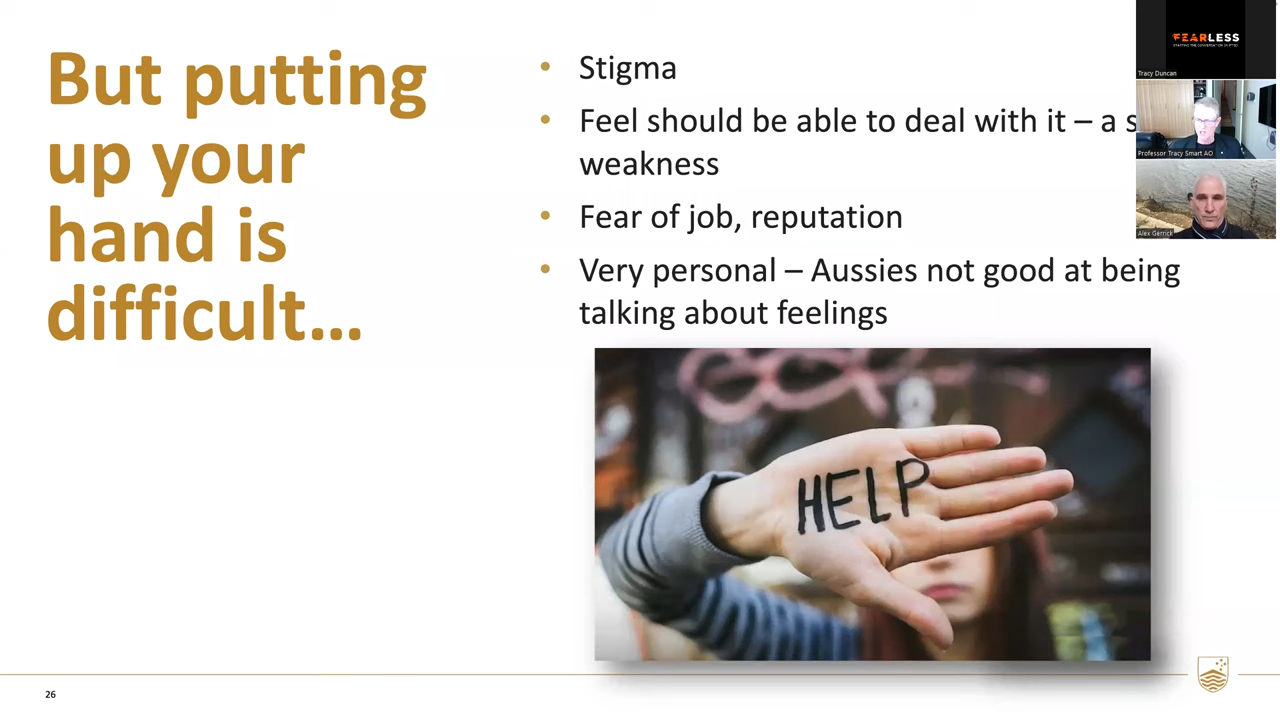 But putting
up your
hand is
difficult...
• Stigma
• Feel should be able to deal with it – a s
weakness
• Fear of job, reputation
• Very personal – Aussies not good at being
talking about feelings
HELP
FEARLESS
Tracy Duncan
Professor Tracy Smart AO
Alex Gerrick
26